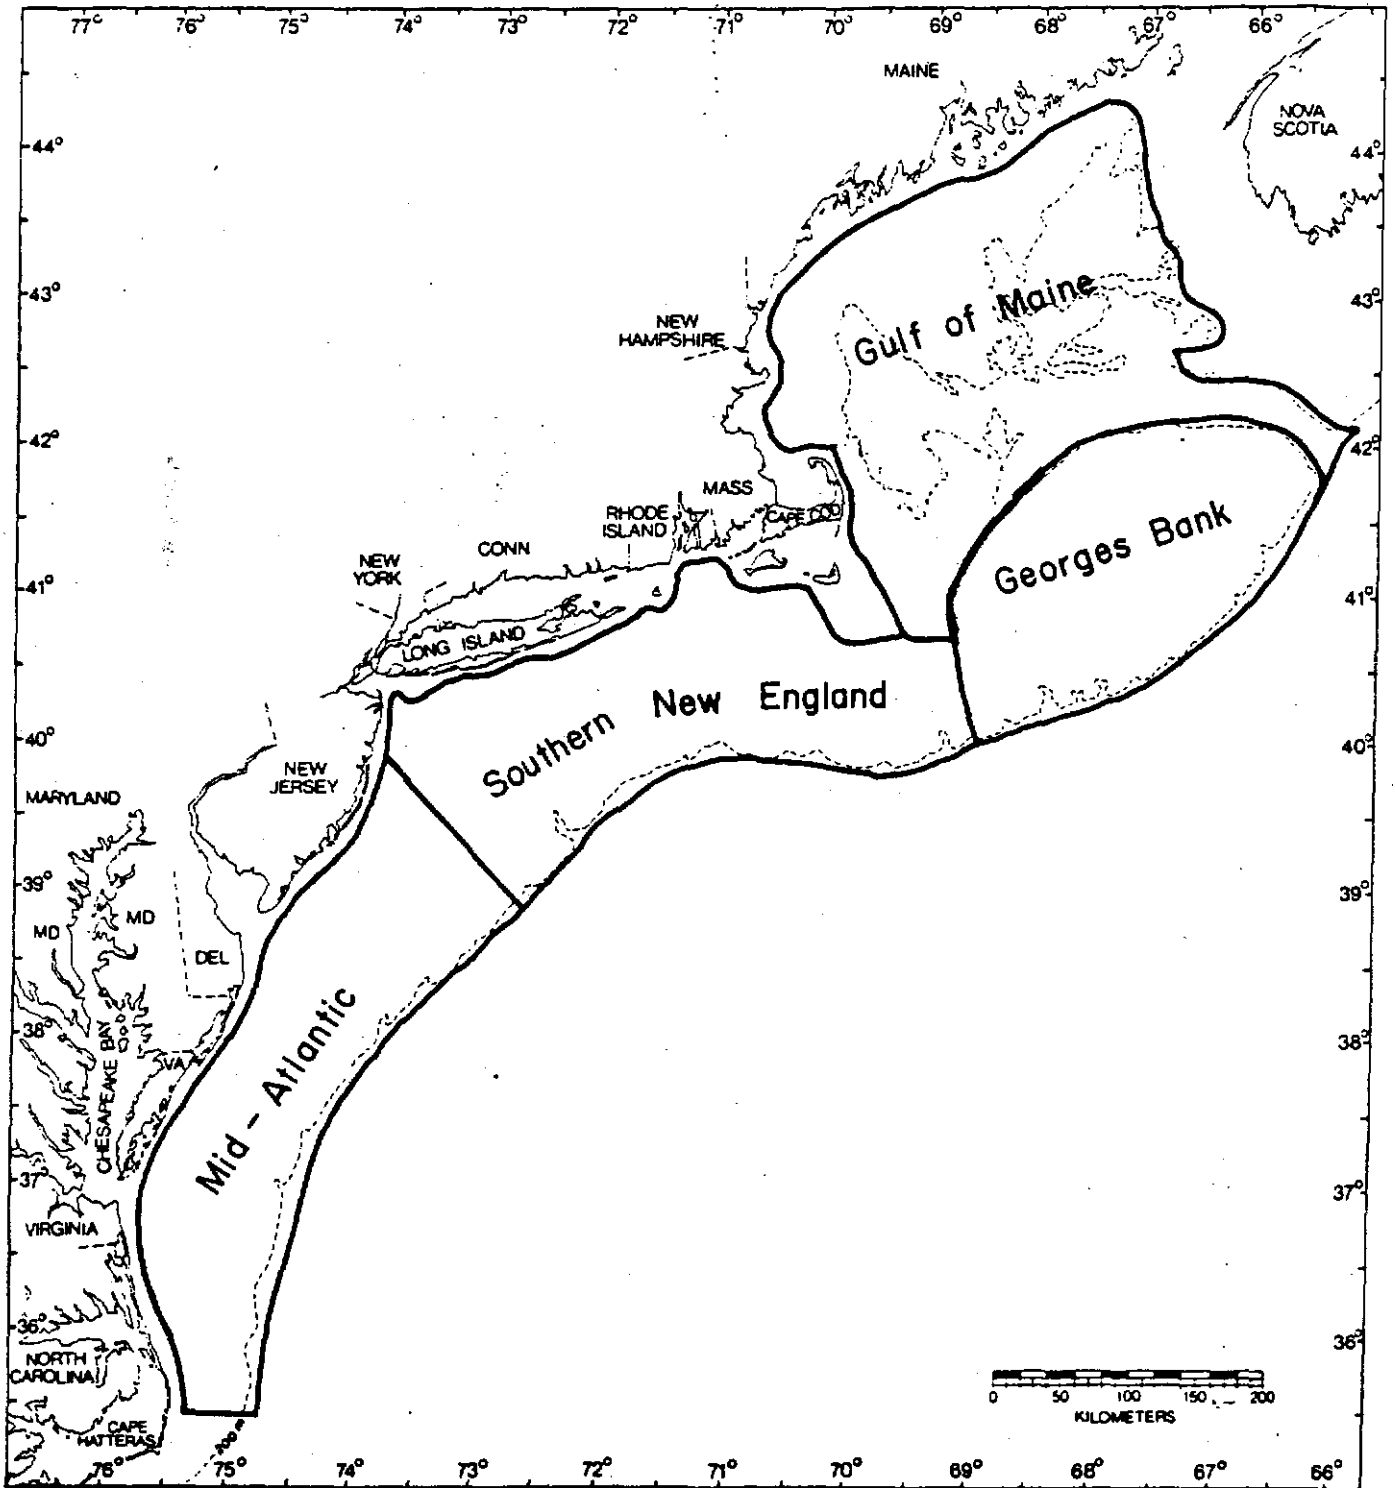 77° 76° 75° 74° 73° 72° 71° 70° 69° 68° 67° 66°
MAINE
NOVA
SCOTIA
44° 44°
43° 43°
Gulf of Maine
NEW
HAMPSHIRE
42° 42°
MASS
CAPE COD
RHODE
ISLAND
Georges Bank
CONN
NEW
YORK
41° 41°
LONG ISLAND
Southern New England
40° 40°
NEW
JERSEY
MARYLAND
39° 39°
MD
MD
DEL
38° 38°
CHESAPEAKE BAY
VA
Mid-Atlantic
37° 37°
VIRGINIA
36° 36°
NORTH
CAROLINA
CAPE
HATTERAS
200 m
0 50 100 150 200
KILOMETERS
76° 75° 74° 73° 72° 71° 70° 69° 68° 67° 66°